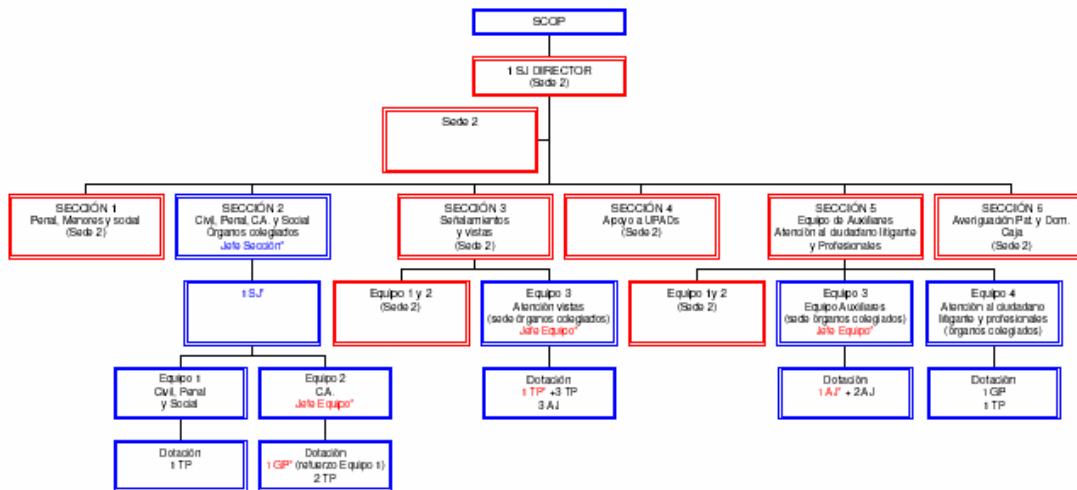 SCOP
1 SJ DIRECTOR
(Sede 2)
Sede 2
SECCIÓN 1
Penal, Menores y social
(Sede 2)
SECCIÓN 2
Civil, Penal, C.A. y Social
Órganos colegiados
Jefe Sección*
SECCIÓN 3
Señalamientos
y vistas
(Sede 2)
SECCIÓN 4
Apoyo a UPADs
(Sede 2)
SECCIÓN 5
Equipo de Auxiliares
Atención al ciudadano litigante
y Profesionales
SECCIÓN 6
Averiguación Pat. y Dom.
Caja
(Sede 2)
1 SJ*
Equipo 1 y 2
(Sede 2)
Equipo 3
Atención vistas
(sede órganos colegiados)
Jefe Equipo*
Equipo 1 y 2
(Sede 2)
Equipo 3
Equipo Auxiliares
(sede órganos colegiados)
Jefe Equipo*
Equipo 4
Atención al ciudadano
litigante y profesionales
(órganos colegiados)
Equipo 1
Civil, Penal
y Social
Equipo 2
C.A.
Jefe Equipo*
Dotación
1 TP* +3 TP
3 AJ
Dotación
1 AJ* + 2AJ
Dotación
1 GP
1 TP
Dotación
1 TP
Dotación
1 GP* (refuerzo Equipo 1)
2 TP